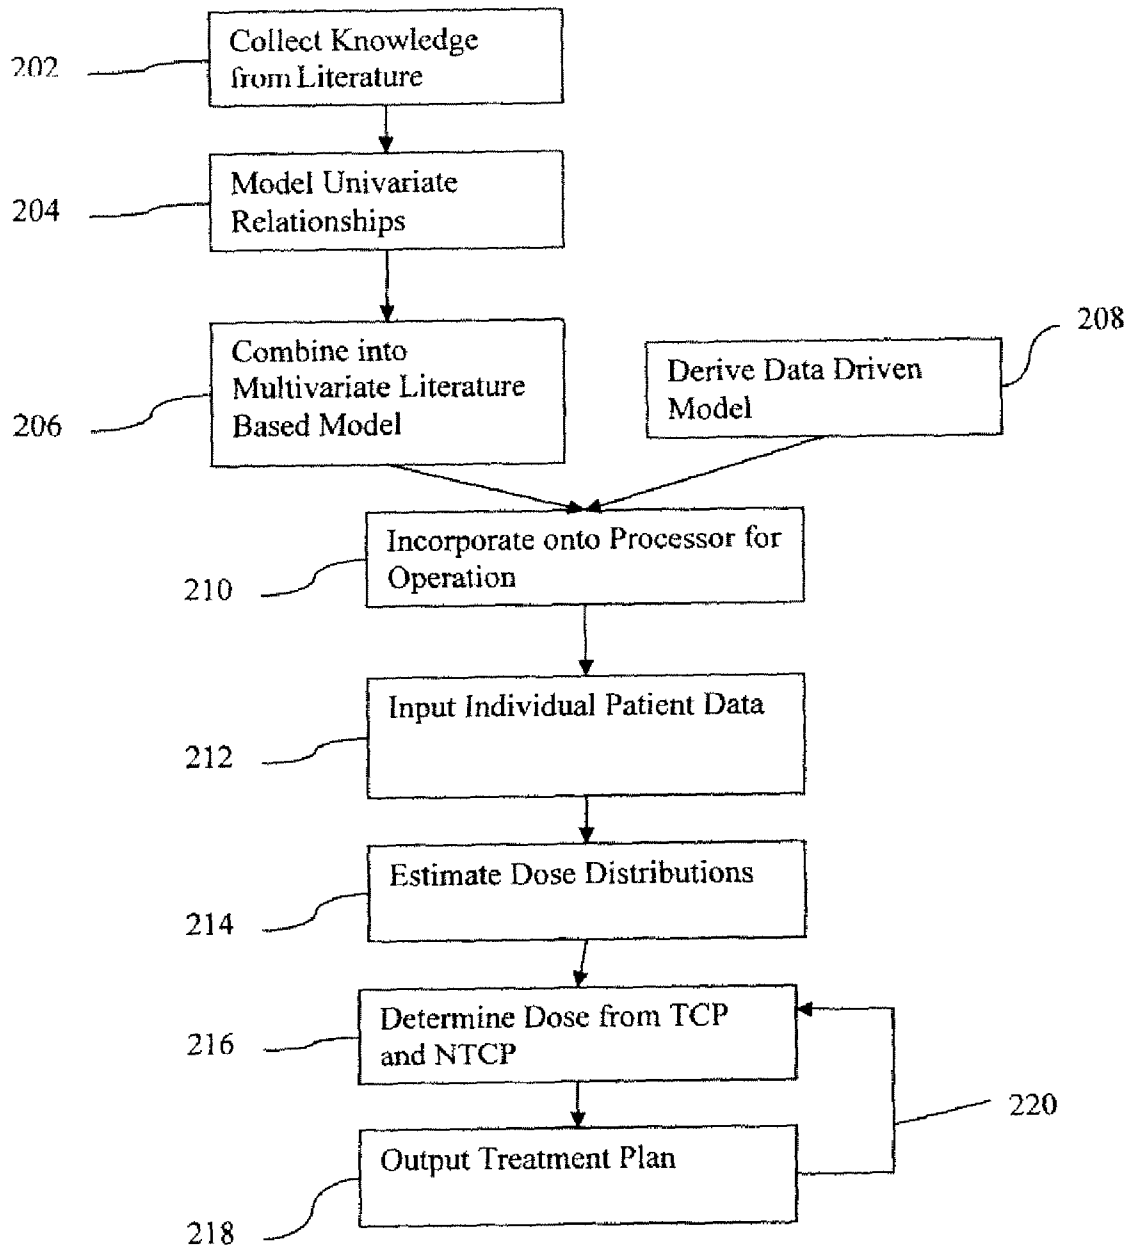 Collect Knowledge
from Literature
202
Model Univariate
Relationships
204
Combine into
Multivariate Literature
Based Model
206
Derive Data Driven
Model
208
Incorporate onto Processor for
Operation
210
Input Individual Patient Data
212
Estimate Dose Distributions
214
Determine Dose from TCP
and NTCP
216
220
Output Treatment Plan
218